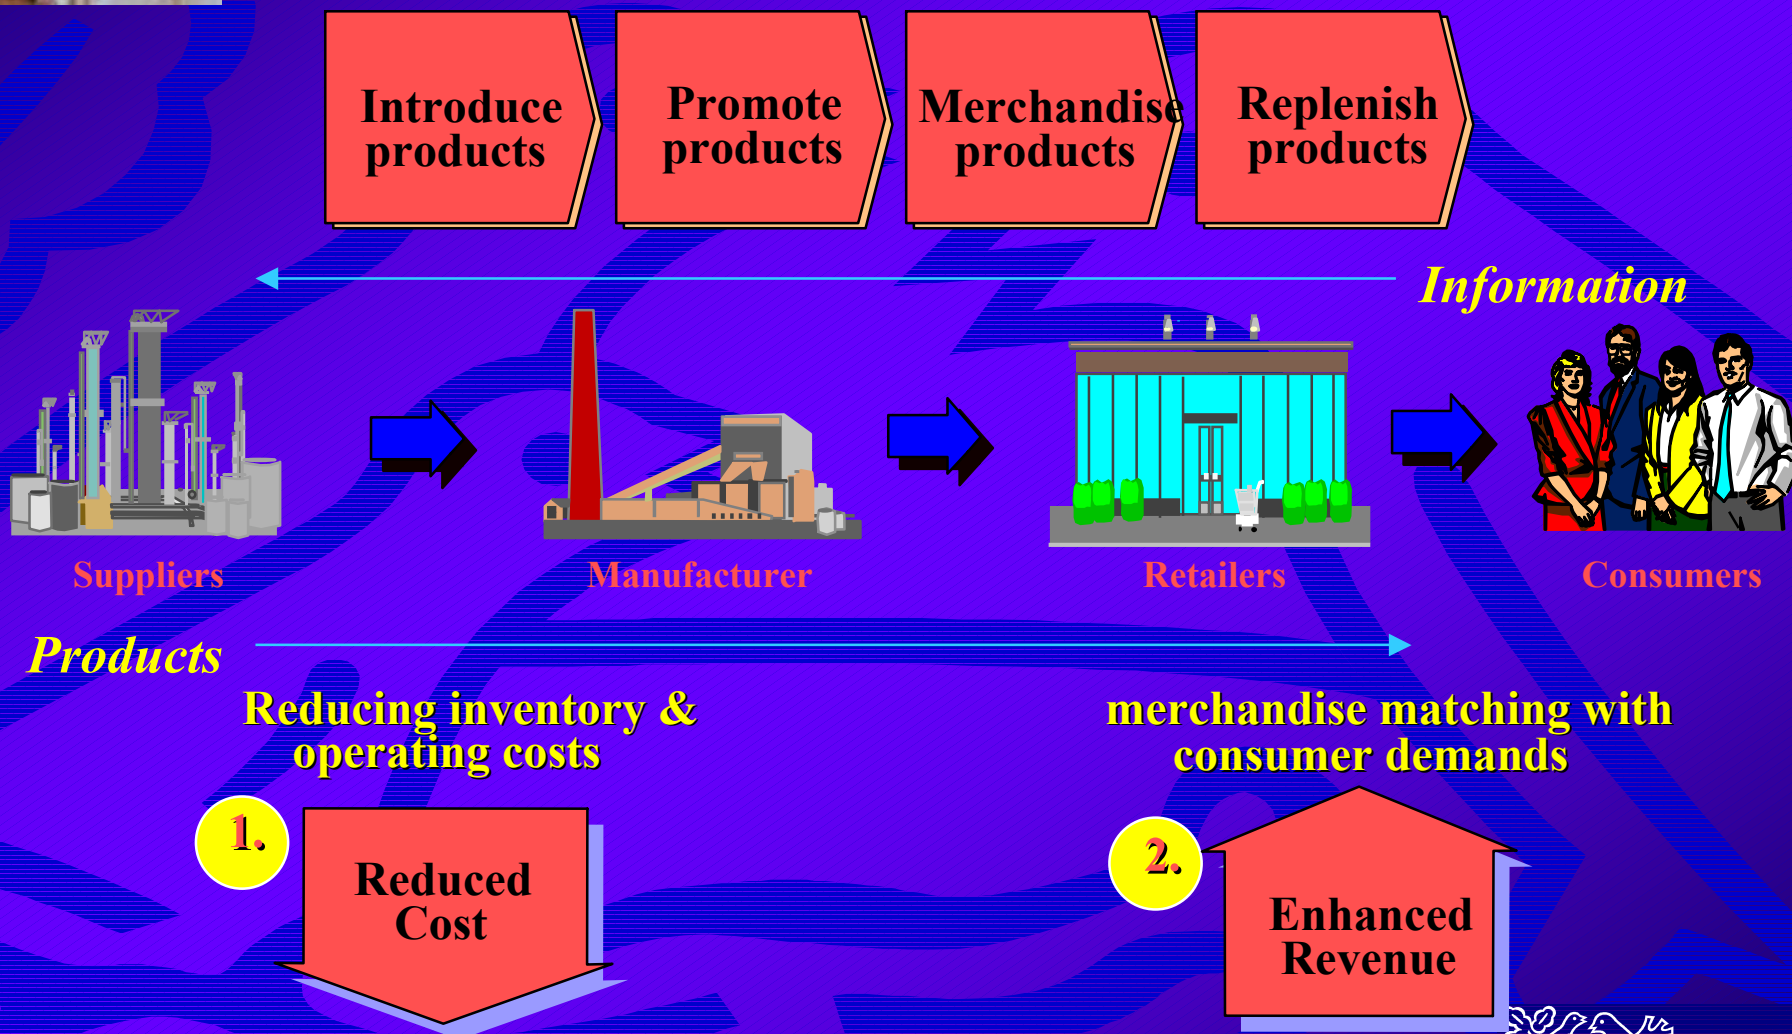 Introduce
products
Promote
products
Merchandise
products
Replenish
products
Information
Suppliers
Manufacturer
Retailers
Consumers
Products
Reducing inventory &
operating costs
merchandise matching with
consumer demands
1.
Reduced
Cost
2.
Enhanced
Revenue